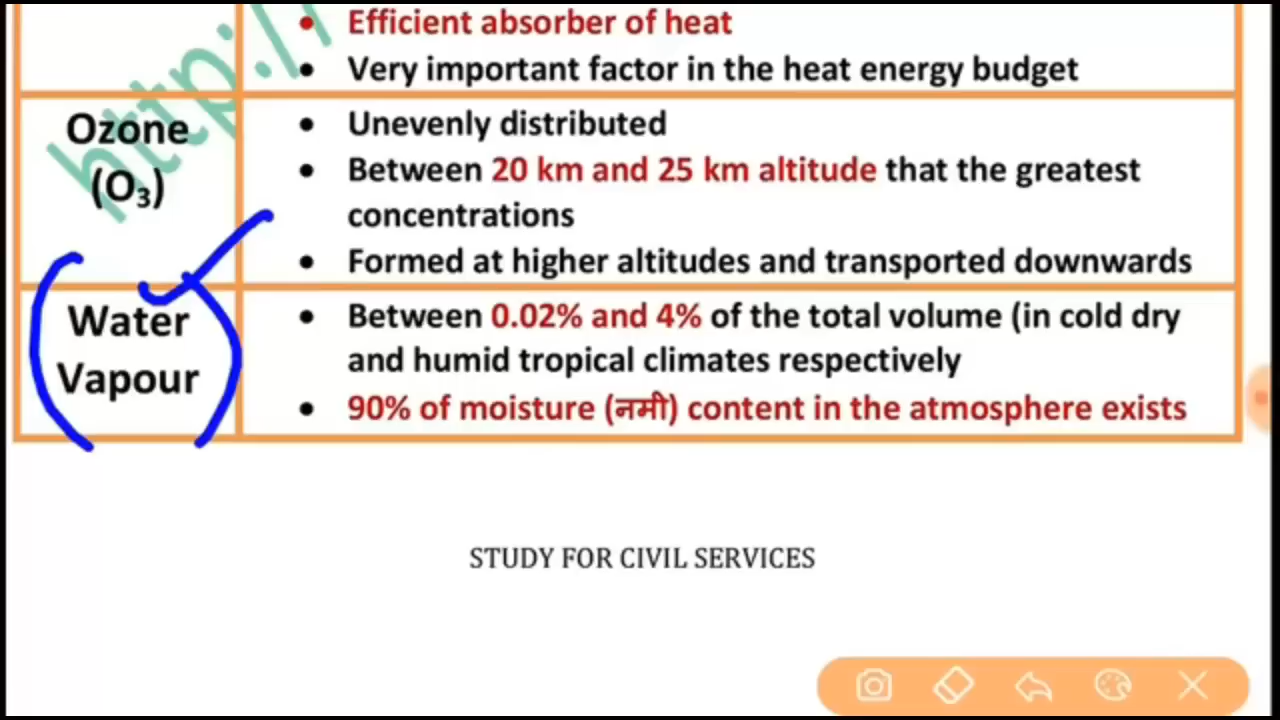 http://
• Efficient absorber of heat
• Very important factor in the heat energy budget
Ozone
(O₃)
• Unevenly distributed
• Between 20 km and 25 km altitude that the greatest
concentrations
• Formed at higher altitudes and transported downwards
Water
Vapour
• Between 0.02% and 4% of the total volume (in cold dry
and humid tropical climates respectively
• 90% of moisture (नमी) content in the atmosphere exists
STUDY FOR CIVIL SERVICES